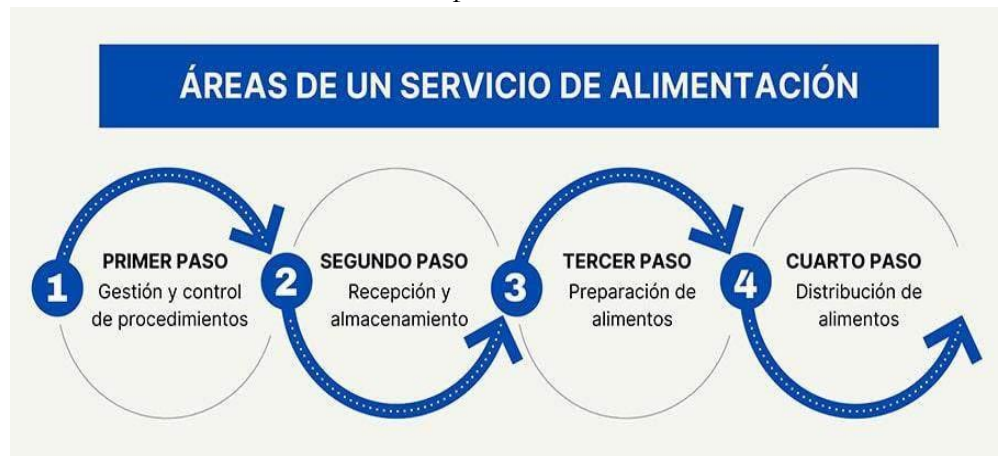 ÁREAS DE UN SERVICIO DE ALIMENTACIÓN
1
PRIMER PASO
Gestión y control
de procedimientos
2
SEGUNDO PASO
Recepción y
almacenamiento
3
TERCER PASO
Preparación de
alimentos
4
CUARTO PASO
Distribución de
alimentos